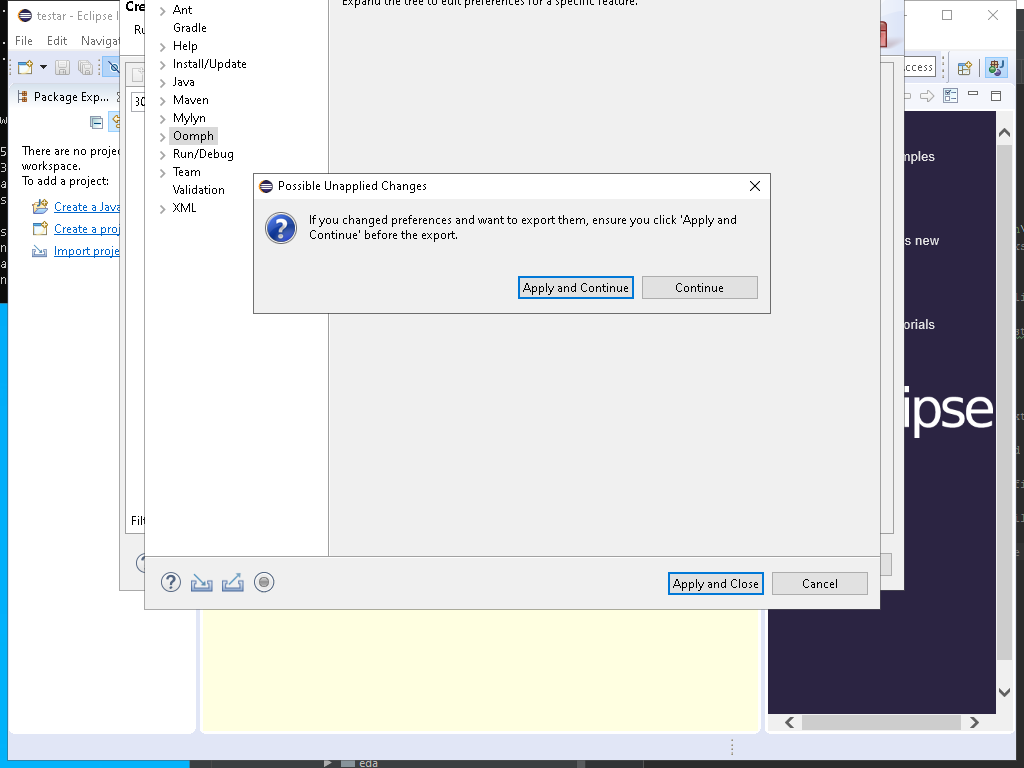 testar - Eclipse I
Cre
Expand the tree to edit preferences for a specific feature.
File Edit Navigat
Ru
ccess
Package Exp...
30
There are no projec
workspace.
To add a project:
Create a Java
Create a proj
Import proje
Ant
Gradle
Help
Install/Update
Java
Maven
Mylyn
Oomph
Run/Debug
Team
Validation
XML
Possible Unapplied Changes
If you changed preferences and want to export them, ensure you click 'Apply and
Continue' before the export.
Apply and Continue
Continue
mples
s new
orials
ipse
Filt
Apply and Close
Cancel
eda